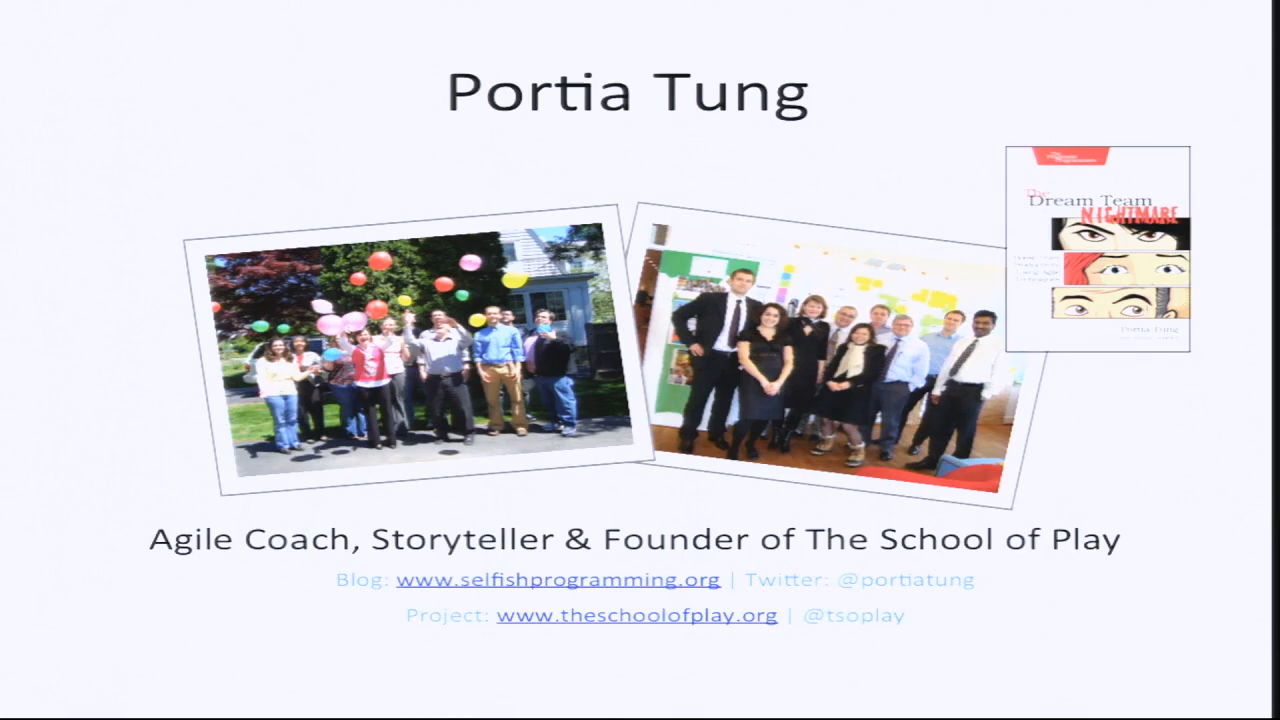 Portia Tung
The
Dream Team
NIGHTMARE
Portia Tung
Agile Coach, Storyteller & Founder of The School of Play
Blog: www.selfishprogramming.org | Twitter: @portiatung
Project: www.theschoolofplay.org | @tsoplay